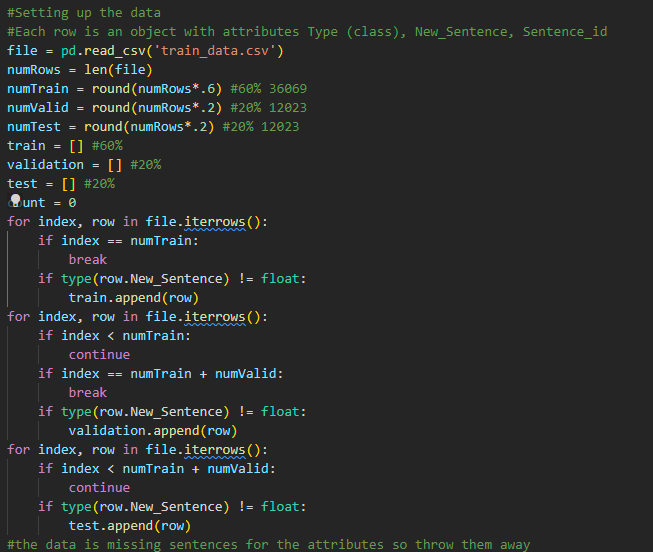 #Setting up the data
#Each row is an object with attributes Type (class), New_Sentence, Sentence_id
file = pd.read_csv('train_data.csv')
numRows = len(file)
numTrain = round(numRows*.6) #60% 36069
numValid = round(numRows*.2) #20% 12023
numTest = round(numRows*.2) #20% 12023
train = [] #60%
validation = [] #20%
test = [] #20%
count = 0
for index, row in file.iterrows():
    if index == numTrain:
        break
    if type(row.New_Sentence) != float:
        train.append(row)
for index, row in file.iterrows():
    if index < numTrain:
        continue
    if index == numTrain + numValid:
        break
    if type(row.New_Sentence) != float:
        validation.append(row)
for index, row in file.iterrows():
    if index < numTrain + numValid:
        continue
    if type(row.New_Sentence) != float:
        test.append(row)
#the data is missing sentences for the attributes so throw them away